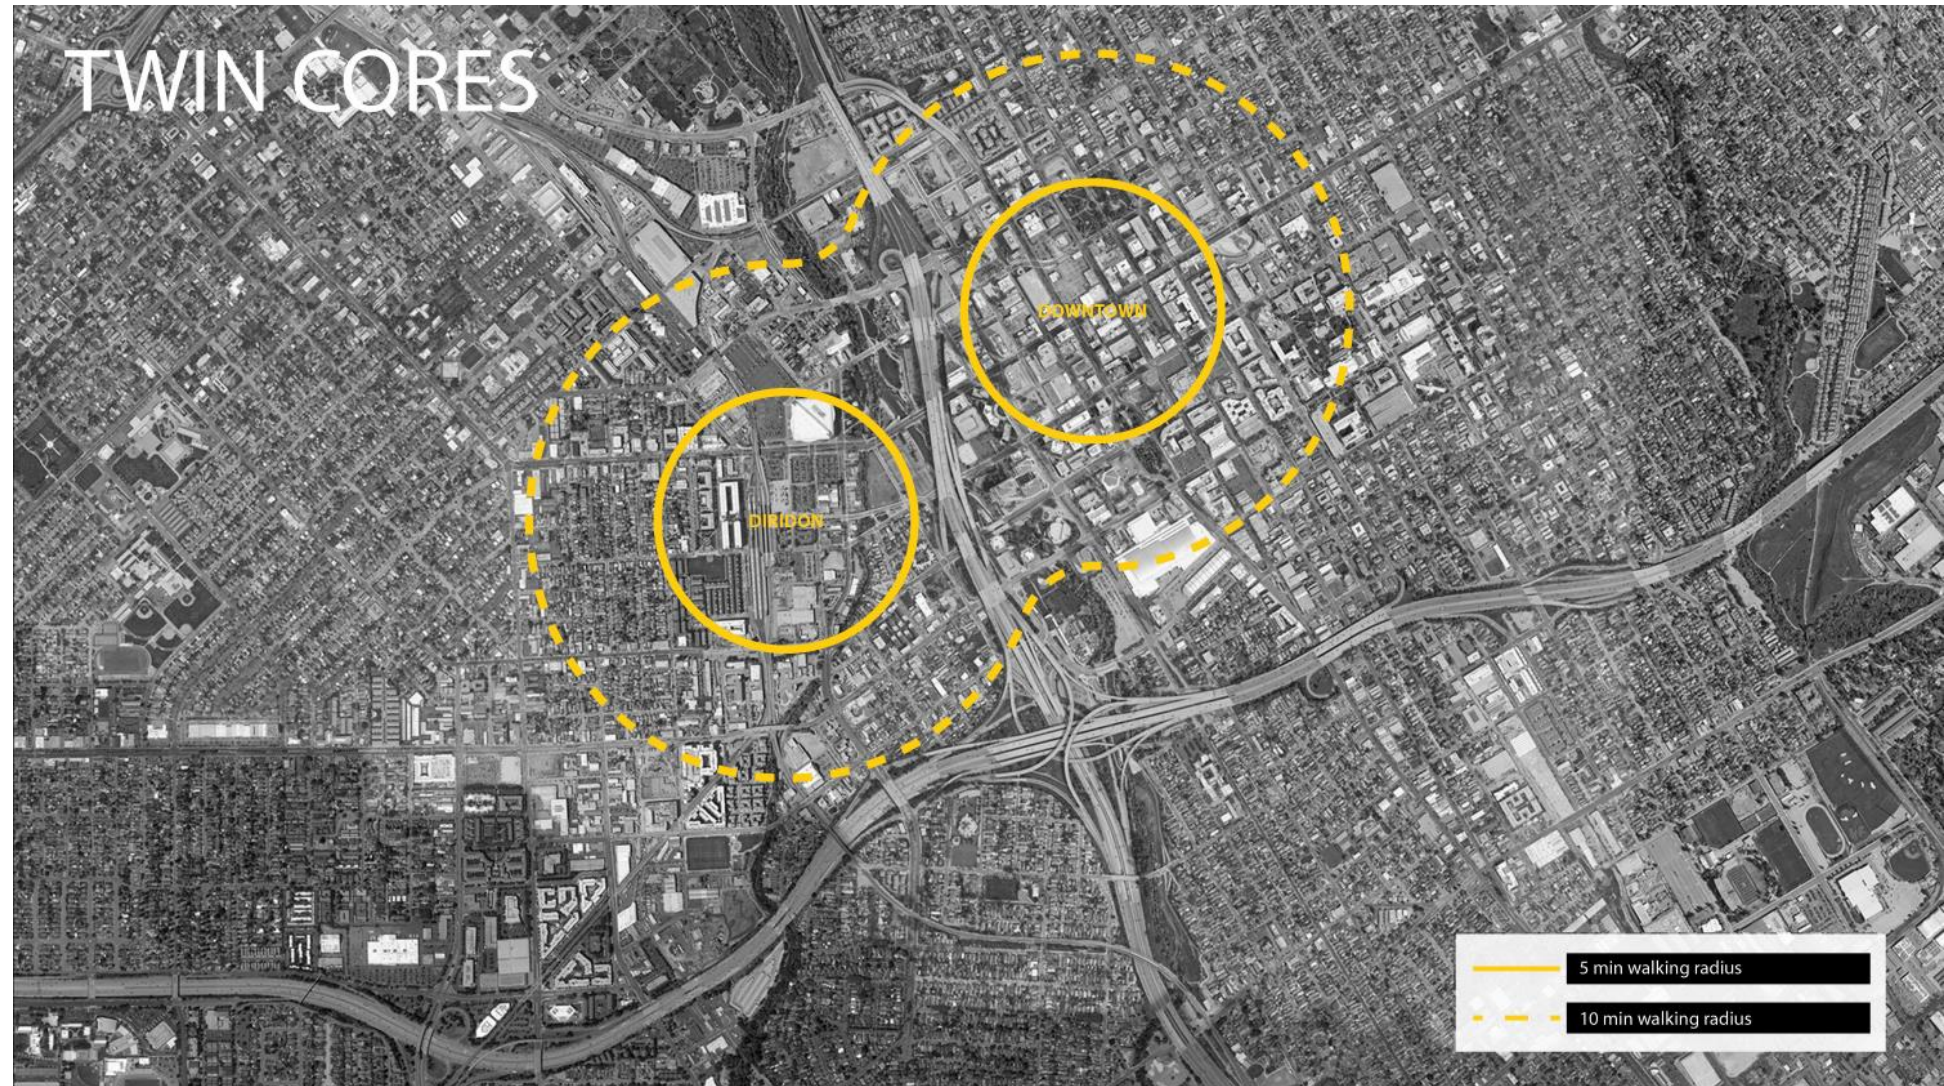 TWIN CORES
DOWNTOWN
DIRIDON
5 min walking radius
10 min walking radius